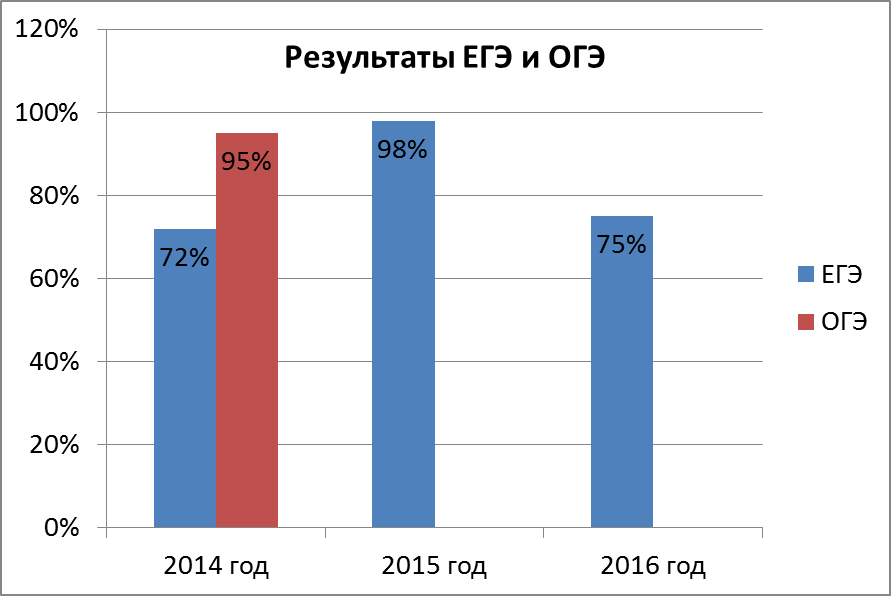 Результаты ЕГЭ и ОГЭ
120%
100%
80%
60%
40%
20%
0%
72%
95%
98%
75%
2014 год
2015 год
2016 год
ЕГЭ
ОГЭ